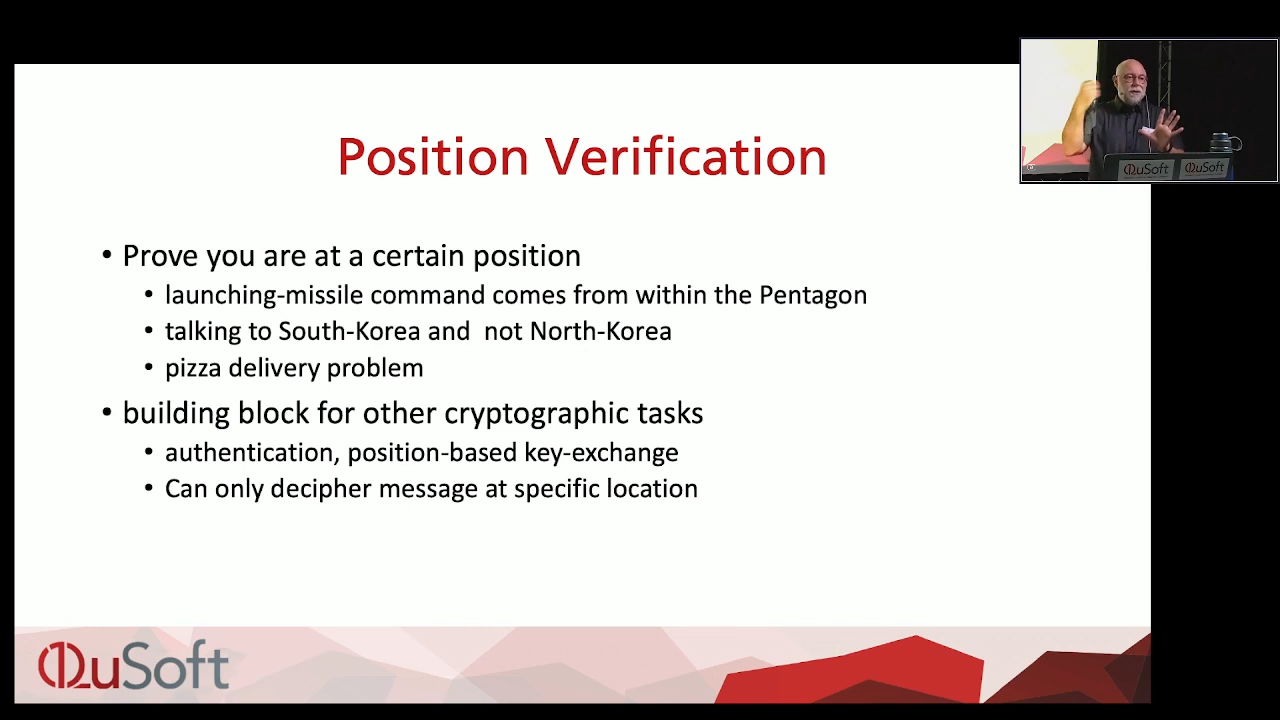 Position Verification
• Prove you are at a certain position
• launching-missile command comes from within the Pentagon
• talking to South-Korea and not North-Korea
• pizza delivery problem
• building block for other cryptographic tasks
• authentication, position-based key-exchange
• Can only decipher message at specific location
QuSoft
QuSoft QuSoft